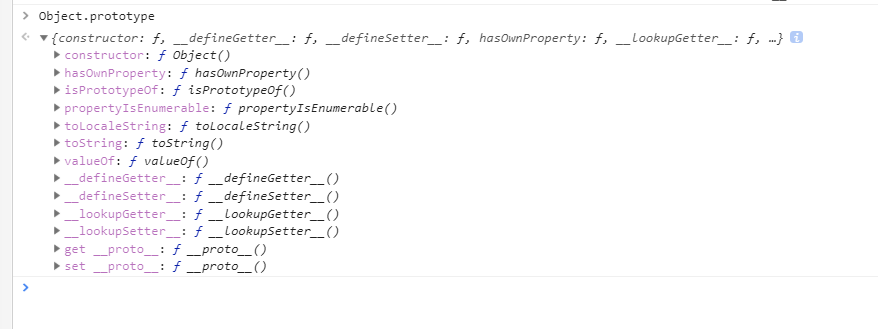 Object.prototype
{constructor: ƒ, __defineGetter__: ƒ, __defineSetter__: ƒ, hasOwnProperty: ƒ, __lookupGetter__: ƒ, …}
constructor: ƒ Object()
hasOwnProperty: ƒ hasOwnProperty()
isPrototypeOf: ƒ isPrototypeOf()
propertyIsEnumerable: ƒ propertyIsEnumerable()
toLocaleString: ƒ toLocaleString()
toString: ƒ toString()
valueOf: ƒ valueOf()
__defineGetter__: ƒ __defineGetter__()
__defineSetter__: ƒ __defineSetter__()
__lookupGetter__: ƒ __lookupGetter__()
__lookupSetter__: ƒ __lookupSetter__()
get __proto__: ƒ __proto__()
set __proto__: ƒ __proto__()